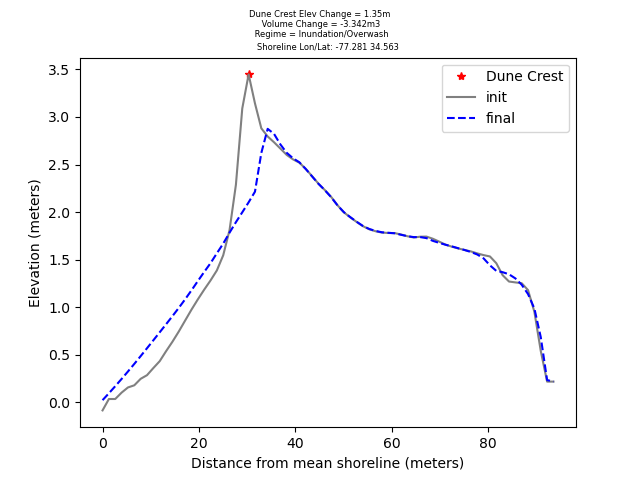 Dune Crest Elev Change = 1.35m
Volume Change = -3.342m3
Regime = Inundation/Overwash
Shoreline Lon/Lat: -77.281 34.563
3.5
3.0
2.5
2.0
1.5
1.0
0.5
0.0
Elevation (meters)
Dune Crest
init
final
0 20 40 60 80
Distance from mean shoreline (meters)